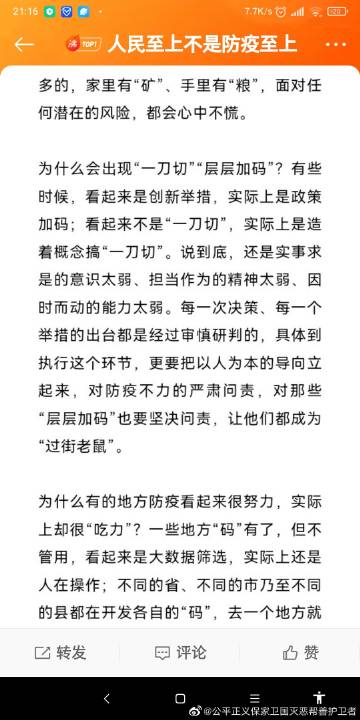 21:16
7.7K/s
120
TOP1
人民至上不是防疫至上
多的，家里有“矿”、手里有“粮”，面对任
何潜在的风险，都会心中不慌。
为什么会出现“一刀切”“层层加码”？有些
时候，看起来是创新举措，实际上是政策
加码；看起来不是“一刀切”，实际上是造
着概念搞“一刀切”。说到底，还是实事求
是的意识太弱、担当作为的精神太弱、因
时而动的能力太弱。每一次决策、每一个
举措的出台都是经过审慎研判的，具体到
执行这个环节，更要把以人为本的导向立
起来，对防疫不力的严肃问责，对那些
“层层加码”也要坚决问责，让他们都成为
“过街老鼠”。
为什么有的地方防疫看起来很努力，实际
上却很“吃力”？一些地方“码”有了，但不
管用，看起来是大数据筛选，实际上还是
人在操作；不同的省、不同的市乃至不同
的县都在开发各自的“码”，去一个地方就
转发
评论
赞
@公平正义保家卫国灭恶帮善护卫者